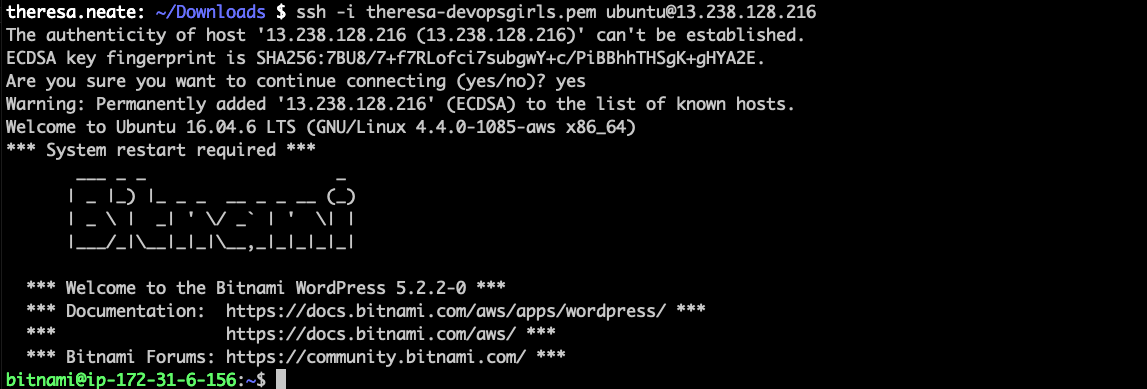 theresa.neate: ~/Downloads $ ssh -i theresa-devopsgirls.pem ubuntu@13.238.128.216
The authenticity of host '13.238.128.216 (13.238.128.216)' can't be established.
ECDSA key fingerprint is SHA256:7BU8/7+f7RLofci7subgwY+c/PiBBhhTHSgK+gHYA2E.
Are you sure you want to continue connecting (yes/no)? yes
Warning: Permanently added '13.238.128.216' (ECDSA) to the list of known hosts.
Welcome to Ubuntu 16.04.6 LTS (GNU/Linux 4.4.0-1085-aws x86_64)
*** System restart required ***
       ___ _ _                   _
      | _ |_) |_ _ _  __ _ _ __ (_)
      | _ \ |  _| ' \/ _` | '  \| |
      |___/_|\__|_|_|\__,_|_|_|_|_|

  *** Welcome to the Bitnami WordPress 5.2.2-0 ***
  *** Documentation:  https://docs.bitnami.com/aws/apps/wordpress/ ***
  ***                 https://docs.bitnami.com/aws/ ***
  *** Bitnami Forums: https://community.bitnami.com/ ***
bitnami@ip-172-31-6-156:~$